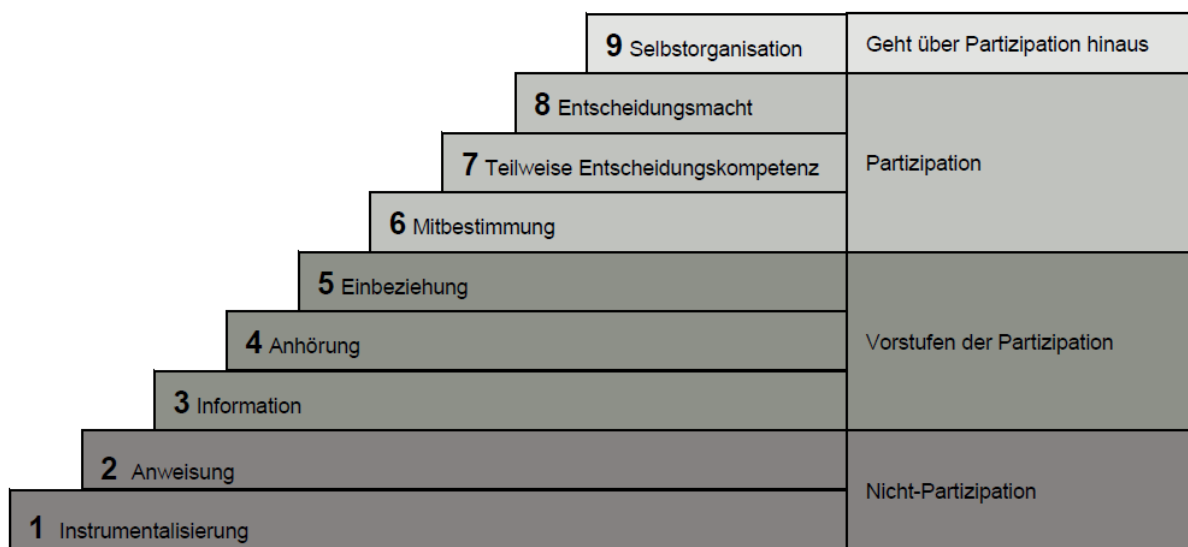 9 Selbstorganisation
Geht über Partizipation hinaus
8 Entscheidungsmacht
7 Teilweise Entscheidungskompetenz
Partizipation
6 Mitbestimmung
5 Einbeziehung
4 Anhörung
Vorstufen der Partizipation
3 Information
2 Anweisung
Nicht-Partizipation
1 Instrumentalisierung